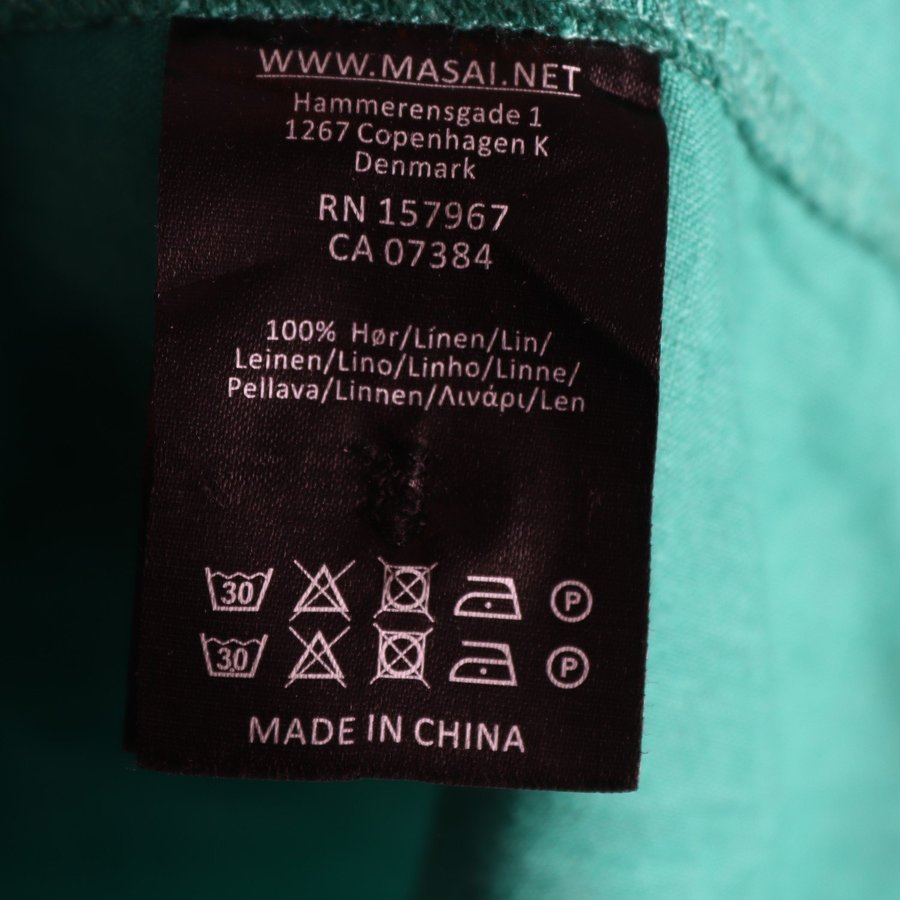 WWW.MASAI.NET
Hammerensgade 1
1267 Copenhagen K
Denmark
RN 157967
CA 07384
100% Hør/Línen/Lin/
Leinen/Lino/Linho/Linne/
Pellava/Linnen/Λινάρι/Len
30 P
30 P
MADE IN CHINA